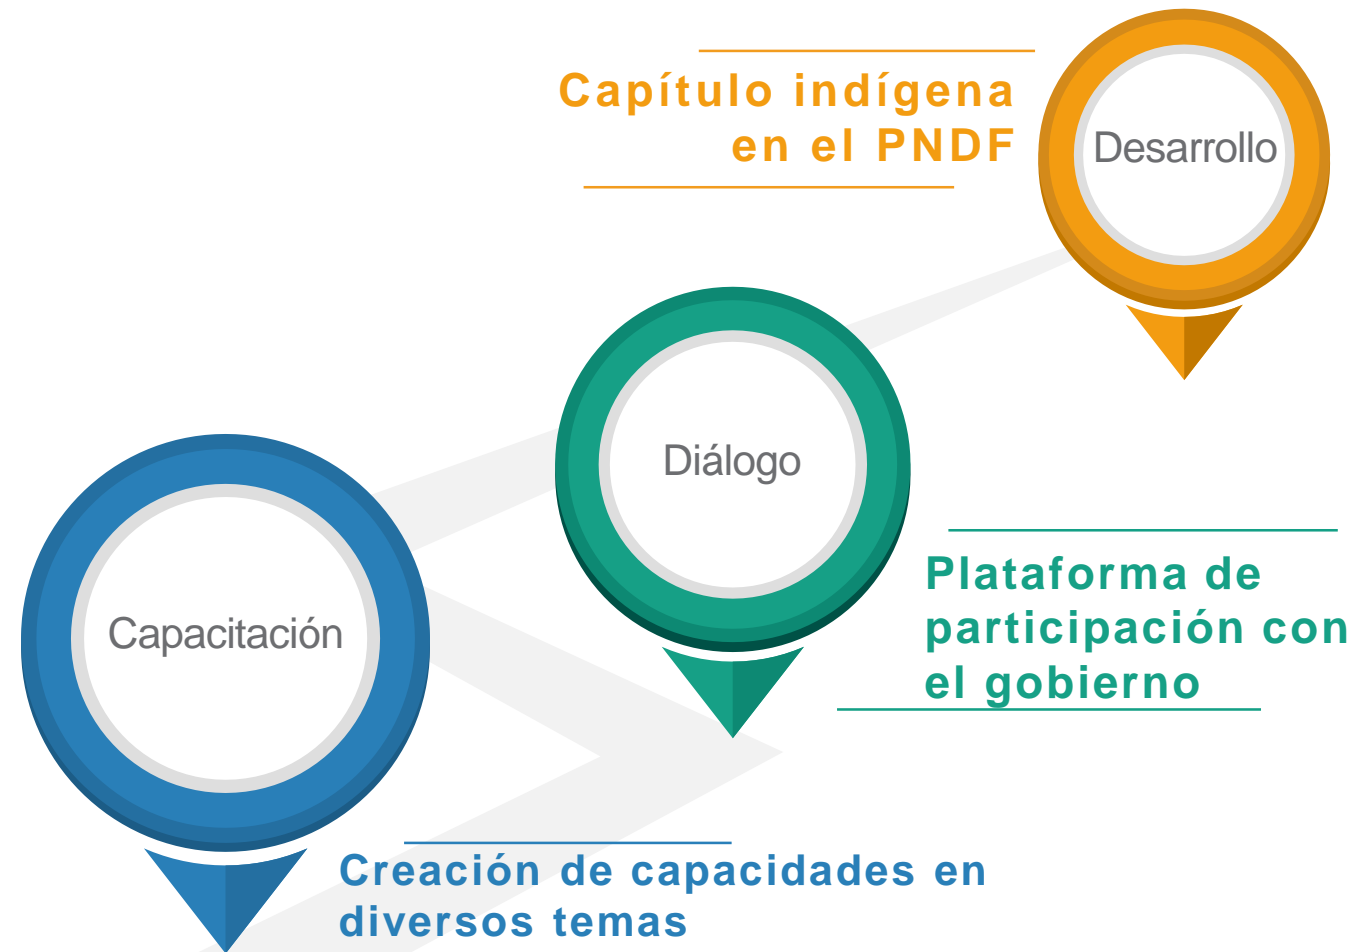 Capítulo indígena
en el PNDF
Desarrollo
Diálogo
Plataforma de
participación con
el gobierno
Capacitación
Creación de capacidades en
diversos temas